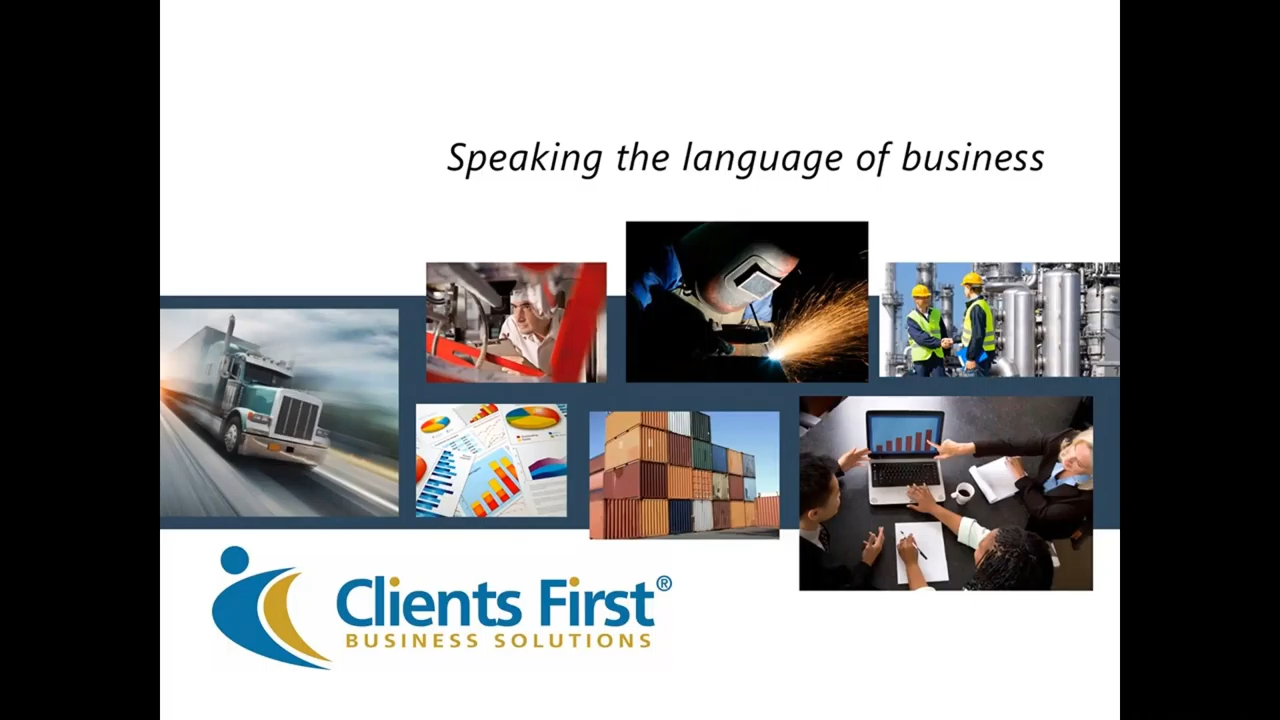 Speaking the language of business
Clients First®
BUSINESS SOLUTIONS